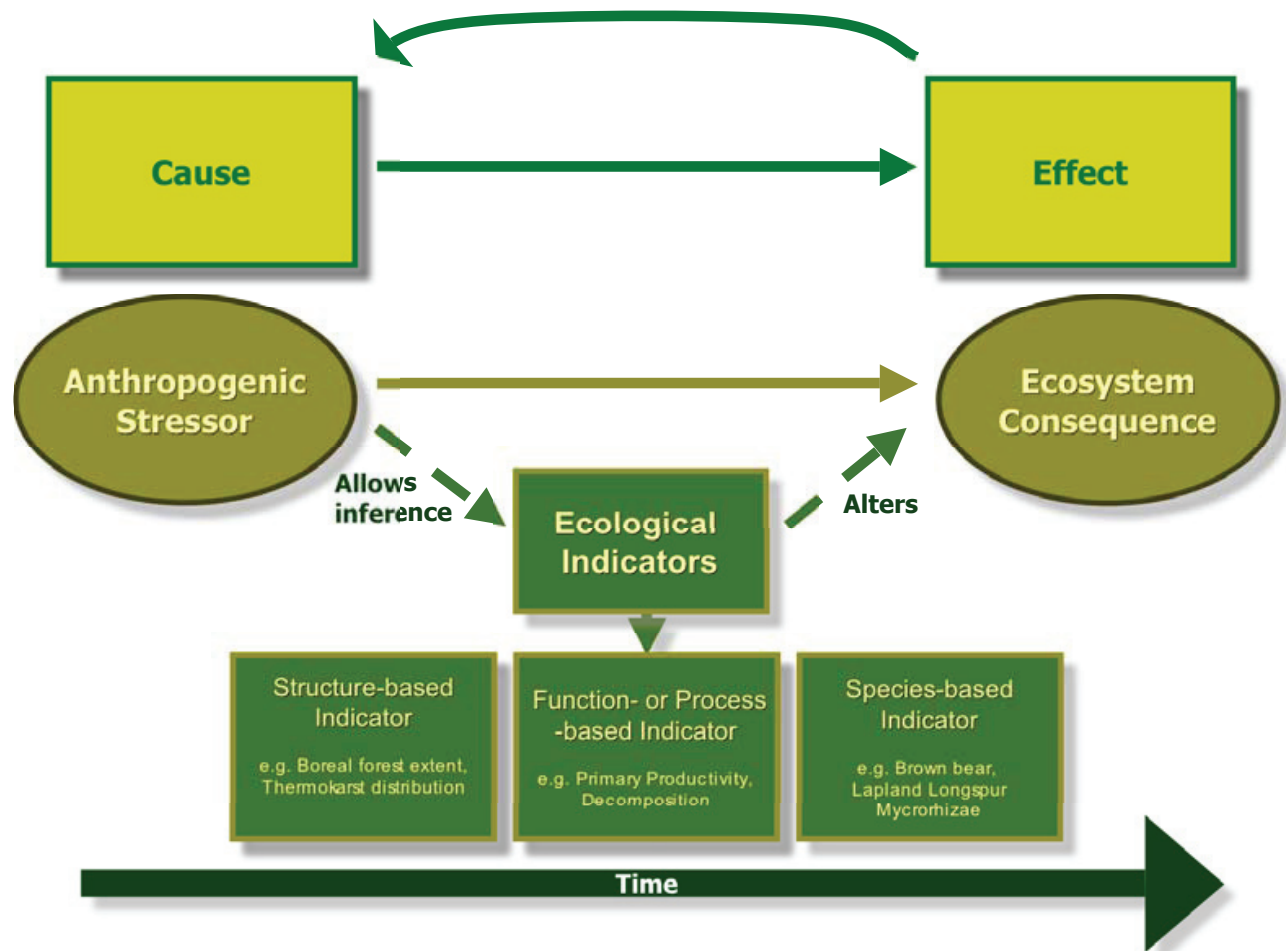 Cause
Effect
Anthropogenic
Stressor
Ecosystem
Consequence
Allows
inference
Alters
Ecological
Indicators
Structure-based
Indicator
e.g. Boreal forest extent,
Thermokarst distribution
Function- or Process
-based Indicator
e.g. Primary Productivity,
Decomposition
Species-based
Indicator
e.g. Brown bear,
Lapland Longspur
Mycrorhizae
Time